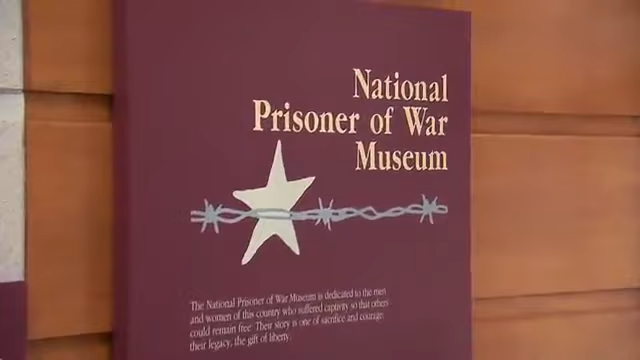 National
Prisoner of War
Museum
The National Prisoner of War Museum is dedicated to the men
and women of this country who suffered captivity so that others
could remain free. Their story is one of sacrifice and courage;
their legacy, the gift of liberty.